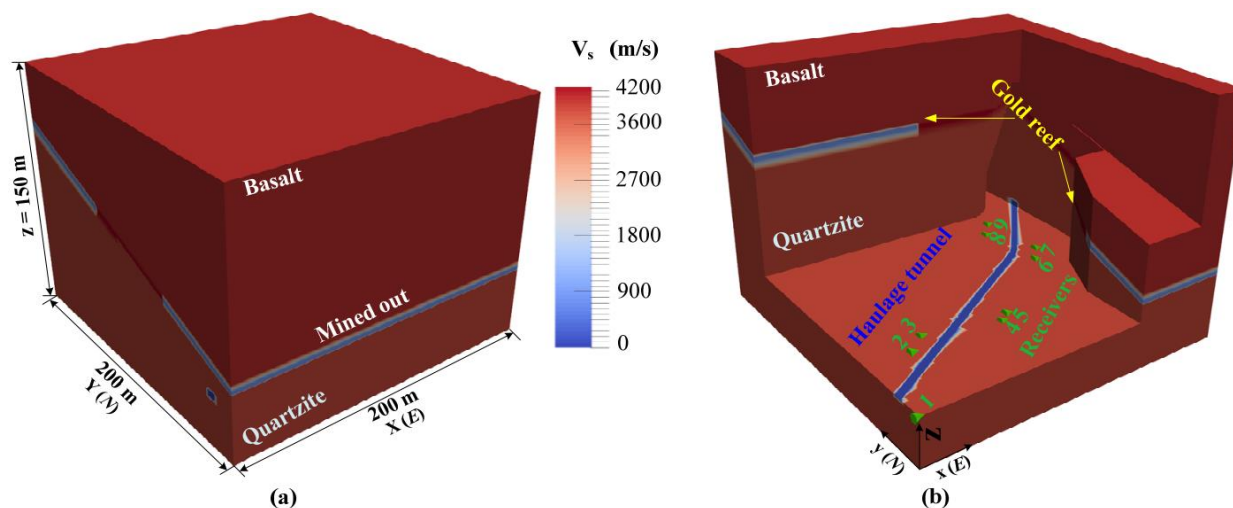 Vs (m/s)
4200
3600
2700
1800
900
0
Basalt
Mined out
Quartzite
Z = 150 m
200 m
Y (N)
200 m
X (E)
(a)
Basalt
Gold reef
Quartzite
Haulage tunnel
Receivers
1
2 3
4 5
6 7
8 9
z
y (N)
x (E)
(b)